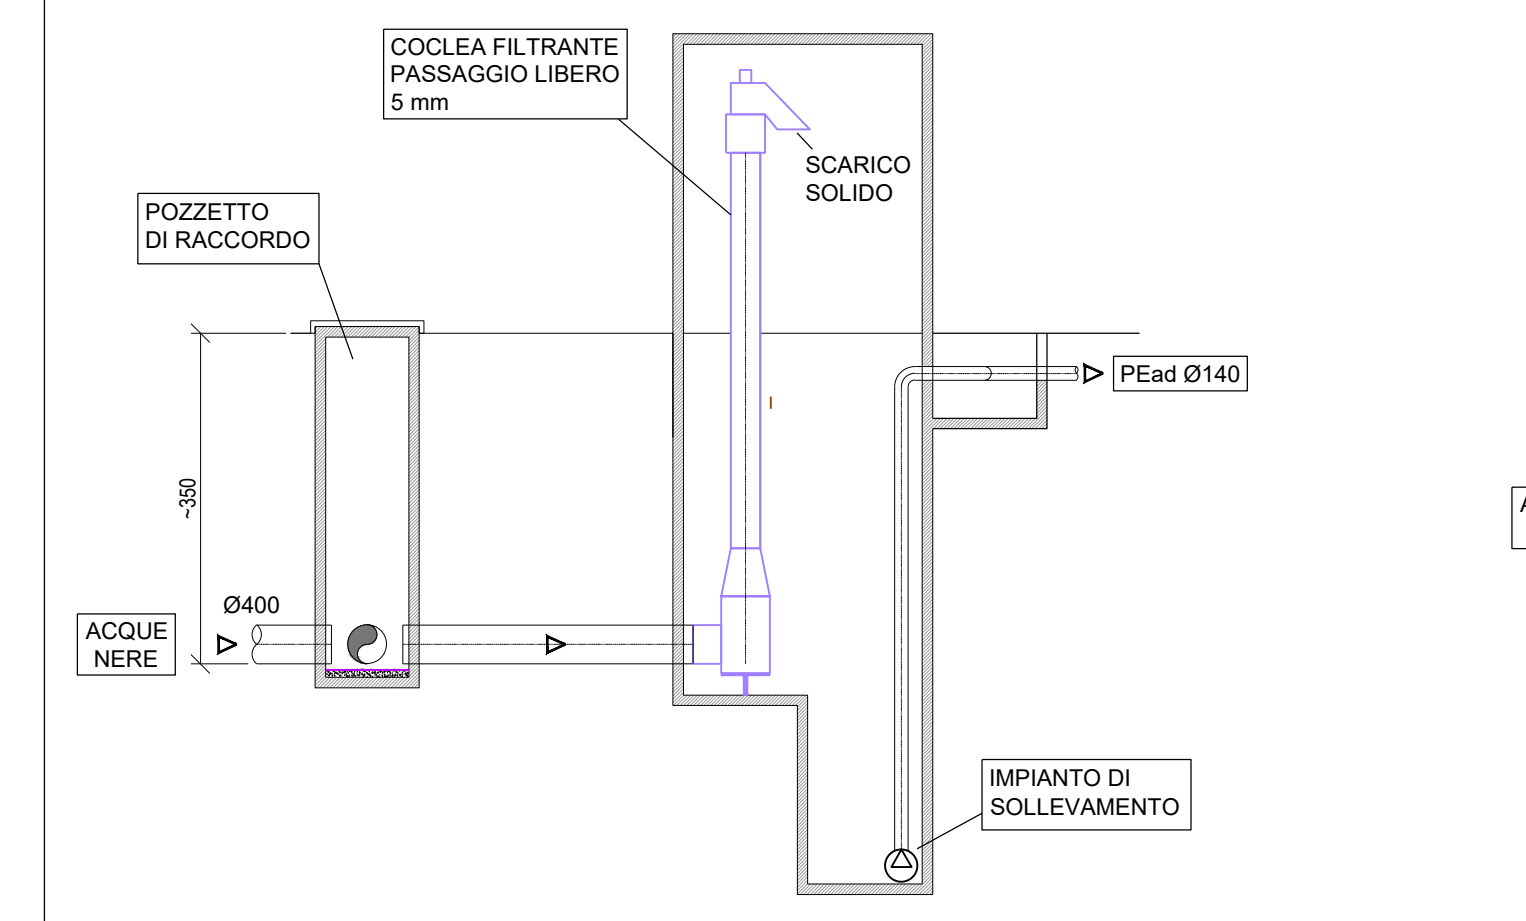 COCLEA FILTRANTE
PASSAGGIO LIBERO
5 mm
SCARICO
SOLIDO
POZZETTO
DI RACCORDO
PEad Ø140
~350
Ø400
ACQUE
NERE
IMPIANTO DI
SOLLEVAMENTO